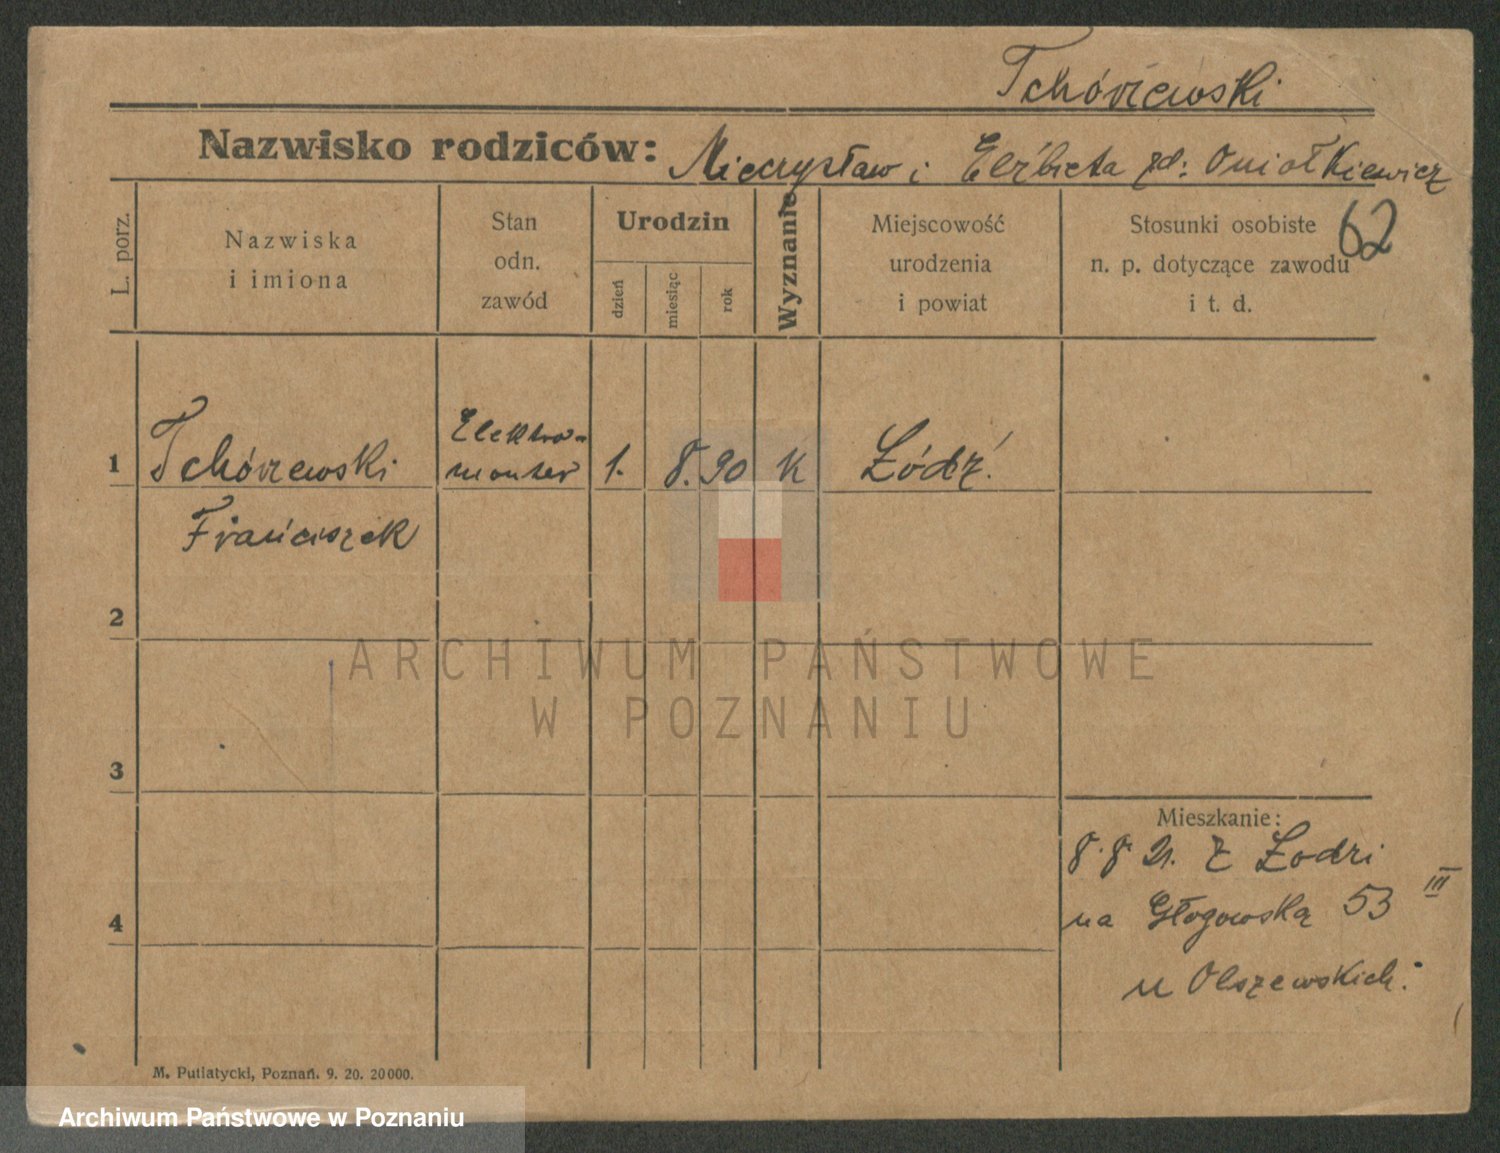 Tchórzewski
Nazwisko rodziców: Mieczysław i Elżbieta zd: Oniołkiewicz
62
L. porz.
Nazwiska
i imiona
Stan
odn.
zawód
Urodzin
dzień
miesiąc
rok
Wyznanie
Miejscowość
urodzenia
i powiat
Stosunki osobiste
n. p. dotyczące zawodu
i t. d.
1 Tchórzewski
Franciszek
Elektro-
monter
1. 8. 90 K Łódź.
2
3
4
Mieszkanie:
8.8 21. z Łodzi
na Głogowską 53 III
u Olszewskich.
ARCHIWUM PAŃSTWOWE
W POZNANIU
M. Putiatycki, Poznań. 9. 20. 20000.
Archiwum Państwowe w Poznaniu